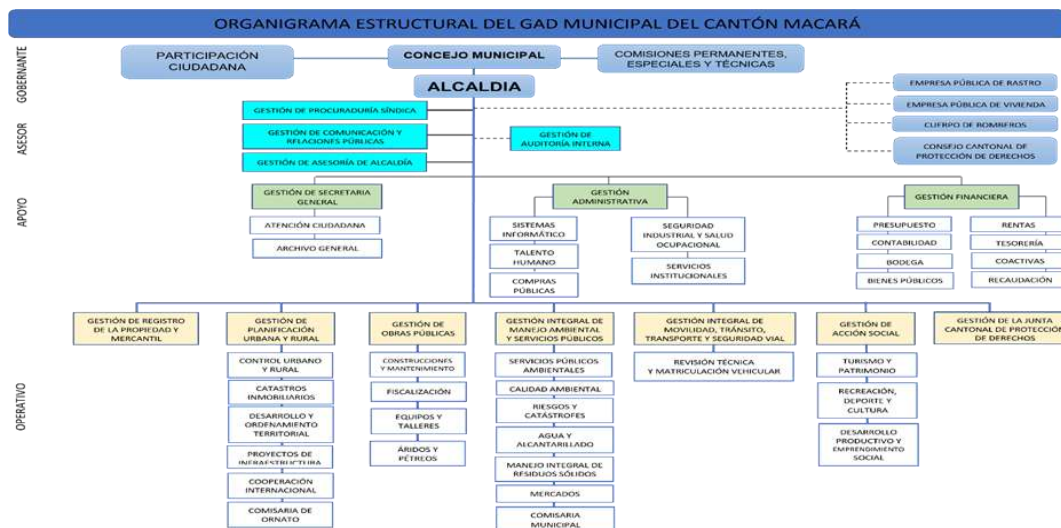 ORGANIGRAMA ESTRUCTURAL DEL GAD MUNICIPAL DEL CANTÓN MACARÁ
GOBERNANTE
PARTICIPACIÓN
CIUDADANA
CONCEJO MUNICIPAL
COMISIONES PERMANENTES,
ESPECIALES Y TÉCNICAS
ALCALDIA
EMPRESA PÚBLICA DE RASTRO
EMPRESA PÚBLICA DE VIVIENDA
CUERPO DE BOMBEROS
CONSEJO CANTONAL DE
PROTECCIÓN DE DERECHOS
ASESOR
GESTIÓN DE PROCURADURÍA SÍNDICA
GESTIÓN DE COMUNICACIÓN Y
RELACIONES PÚBLICAS
GESTIÓN DE
AUDITORÍA INTERNA
GESTIÓN DE ASESORÍA DE ALCALDÍA
APOYO
GESTIÓN DE SECRETARIA
GENERAL
ATENCIÓN CIUDADANA
ARCHIVO GENERAL
GESTIÓN
ADMINISTRATIVA
SISTEMAS
INFORMÁTICO
TALENTO
HUMANO
COMPRAS
PÚBLICAS
SEGURIDAD
INDUSTRIAL Y SALUD
OCUPACIONAL
SERVICIOS
INSTITUCIONALES
GESTIÓN FINANCIERA
PRESUPUESTO
CONTABILIDAD
BODEGA
BIENES PÚBLICOS
RENTAS
TESORERÍA
COACTIVAS
RECAUDACIÓN
OPERATIVO
GESTIÓN DE REGISTRO
DE LA PROPIEDAD Y
MERCANTIL
GESTIÓN DE
PLANIFICACIÓN
URBANA Y RURAL
CONTROL URBANO
Y RURAL
CATASTROS
INMOBILIARIOS
DESARROLLO Y
ORDENAMIENTO
TERRITORIAL
PROYECTOS DE
INFRAESTRUCTURA
COOPERACIÓN
INTERNACIONAL
COMISARIA DE
ORNATO
GESTIÓN DE
OBRAS PÚBLICAS
CONSTRUCCIONES
Y MANTENIMIENTO
FISCALIZACIÓN
EQUIPOS Y
TALLERES
ÁRIDOS Y
PÉTREOS
GESTIÓN INTEGRAL DE
MANEJO AMBIENTAL
Y SERVICIOS PÚBLICOS
SERVICIOS PÚBLICOS
AMBIENTALES
CALIDAD AMBIENTAL
RIESGOS Y
CATÁSTROFES
AGUA Y
ALCANTARILLADO
MANEJO INTEGRAL DE
RESIDUOS SÓLIDOS
MERCADOS
COMISARIA
MUNICIPAL
GESTIÓN INTEGRAL DE
MOVILIDAD, TRÁNSITO,
TRANSPORTE Y SEGURIDAD VIAL
REVISIÓN TÉCNICA
Y MATRICULACIÓN VEHICULAR
GESTIÓN DE
ACCIÓN SOCIAL
TURISMO Y
PATRIMONIO
RECREACIÓN,
DEPORTE Y
CULTURA
DESARROLLO
PRODUCTIVO Y
EMPRENDIMIENTO
SOCIAL
GESTIÓN DE LA JUNTA
CANTONAL DE PROTECCIÓN
DE DERECHOS